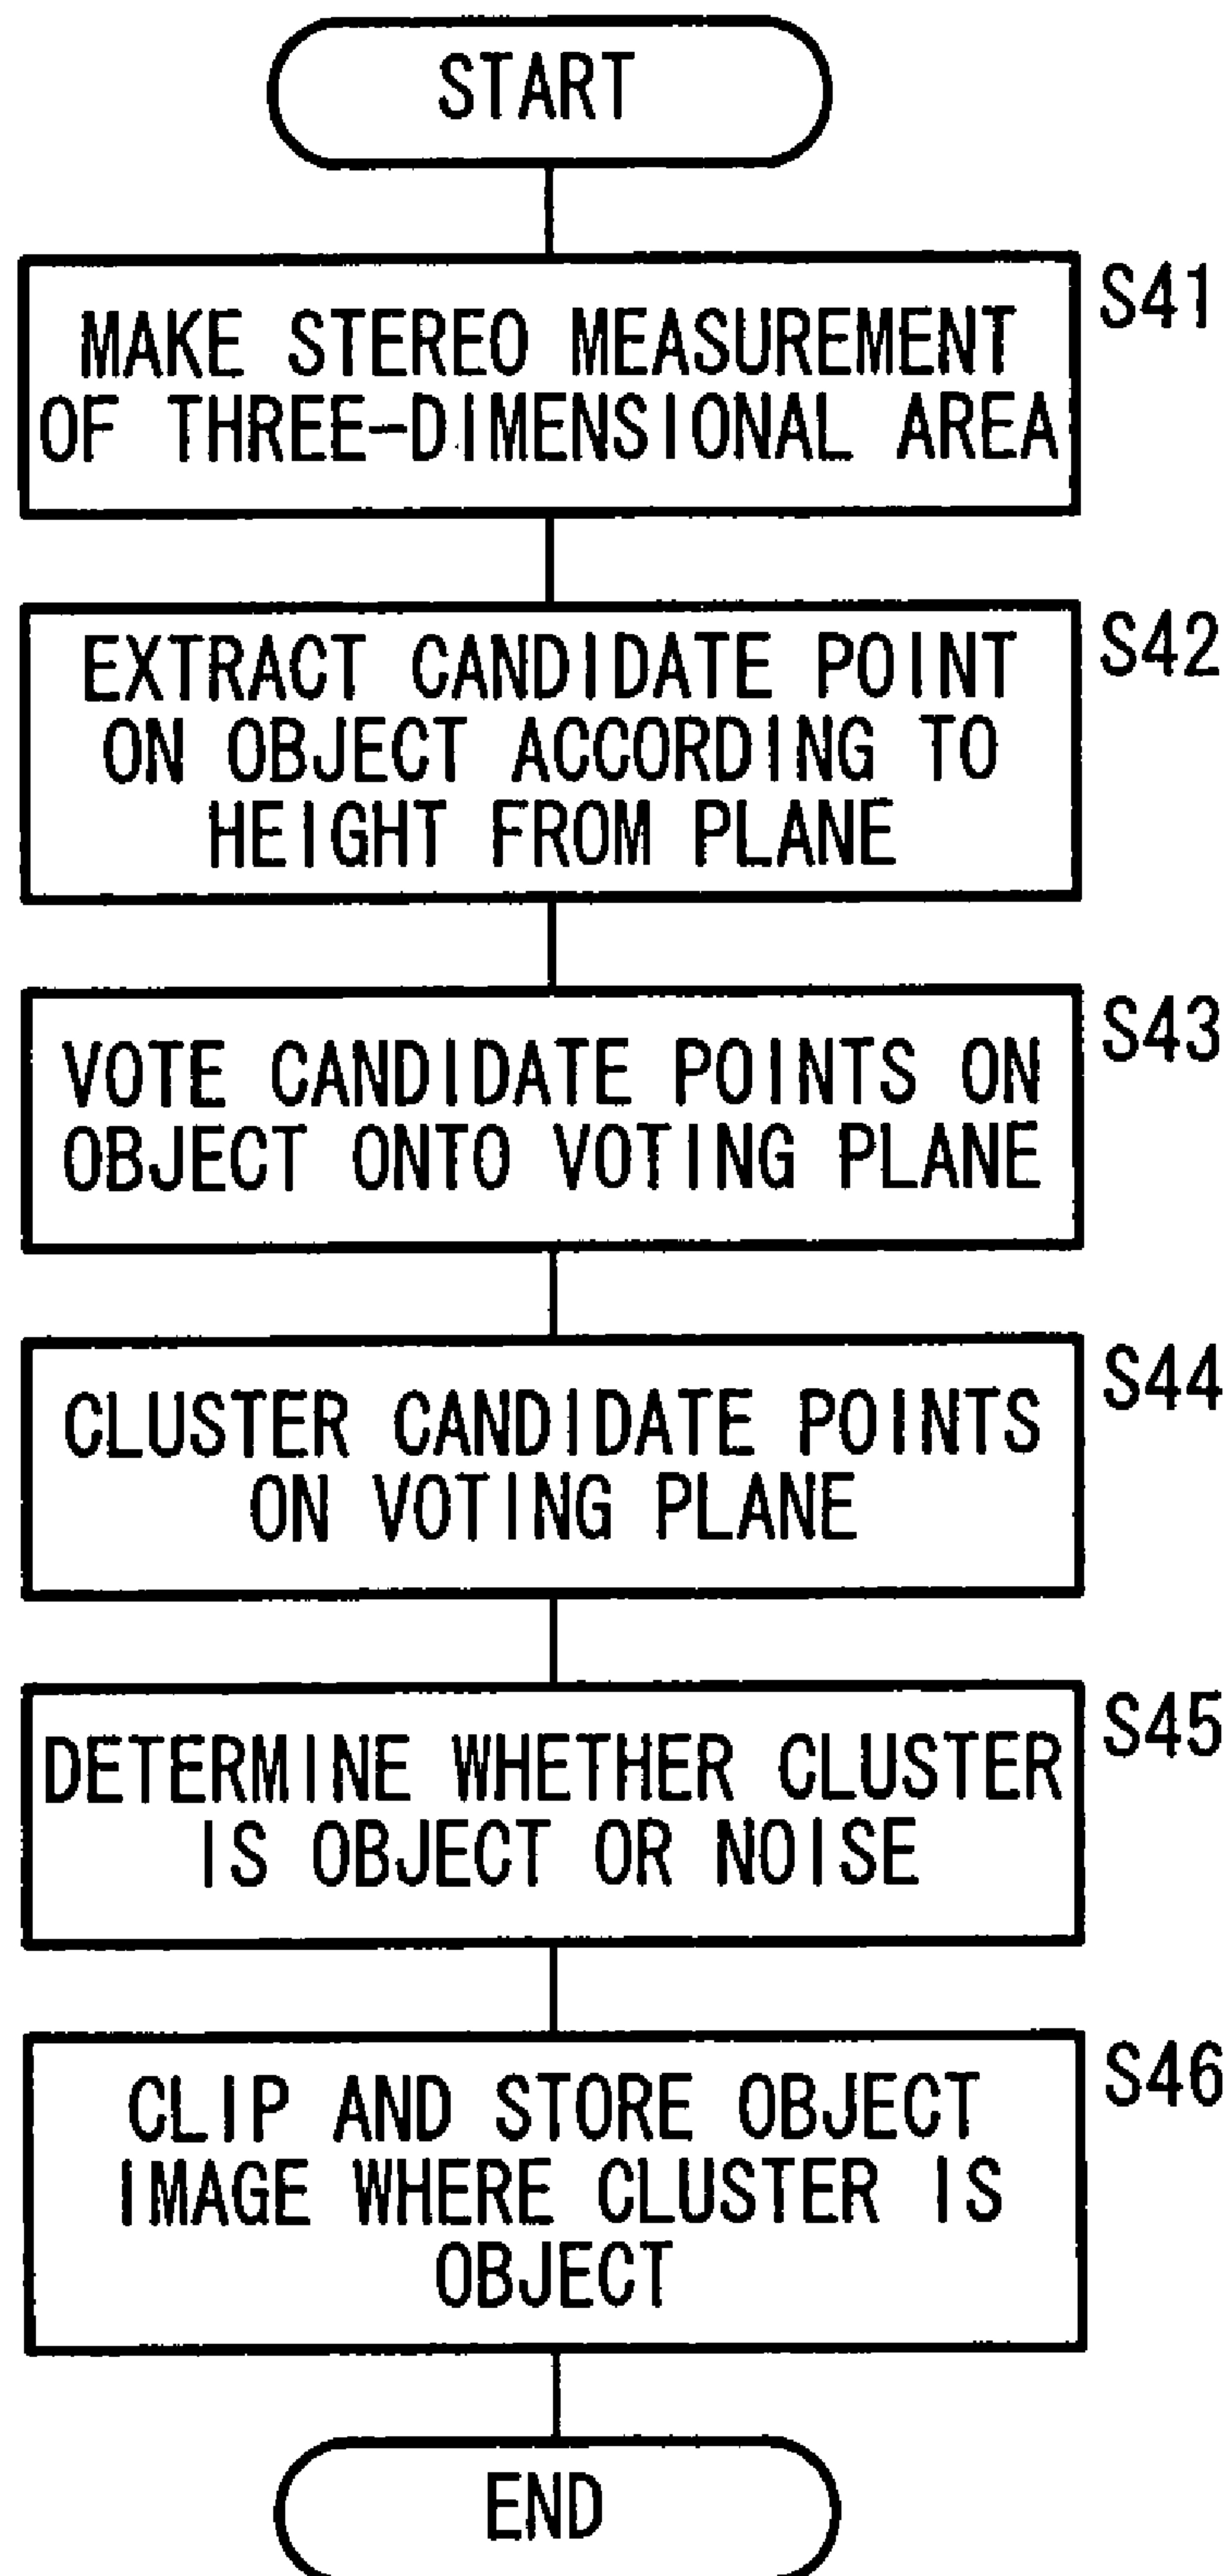 START
S41
MAKE STEREO MEASUREMENT
OF THREE-DIMENSIONAL AREA
S42
EXTRACT CANDIDATE POINT
ON OBJECT ACCORDING TO
HEIGHT FROM PLANE
S43
VOTE CANDIDATE POINTS ON
OBJECT ONTO VOTING PLANE
S44
CLUSTER CANDIDATE POINTS
ON VOTING PLANE
S45
DETERMINE WHETHER CLUSTER
IS OBJECT OR NOISE
S46
CLIP AND STORE OBJECT
IMAGE WHERE CLUSTER IS
OBJECT
END